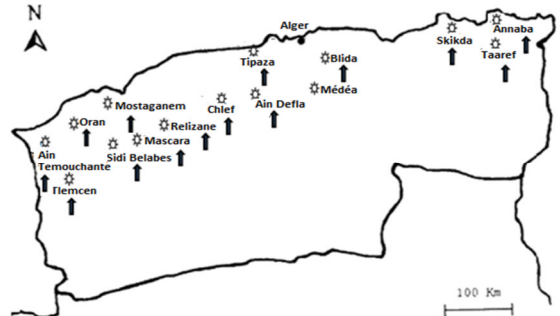 N
Alger
Annaba
Skikda
Taaref
Tipaza
Blida
Médéa
Ain Defla
Chlef
Mostaganem
Oran
Relizane
Mascara
Sidi Belabes
Ain
Temouchante
Tlemcen
100 Km